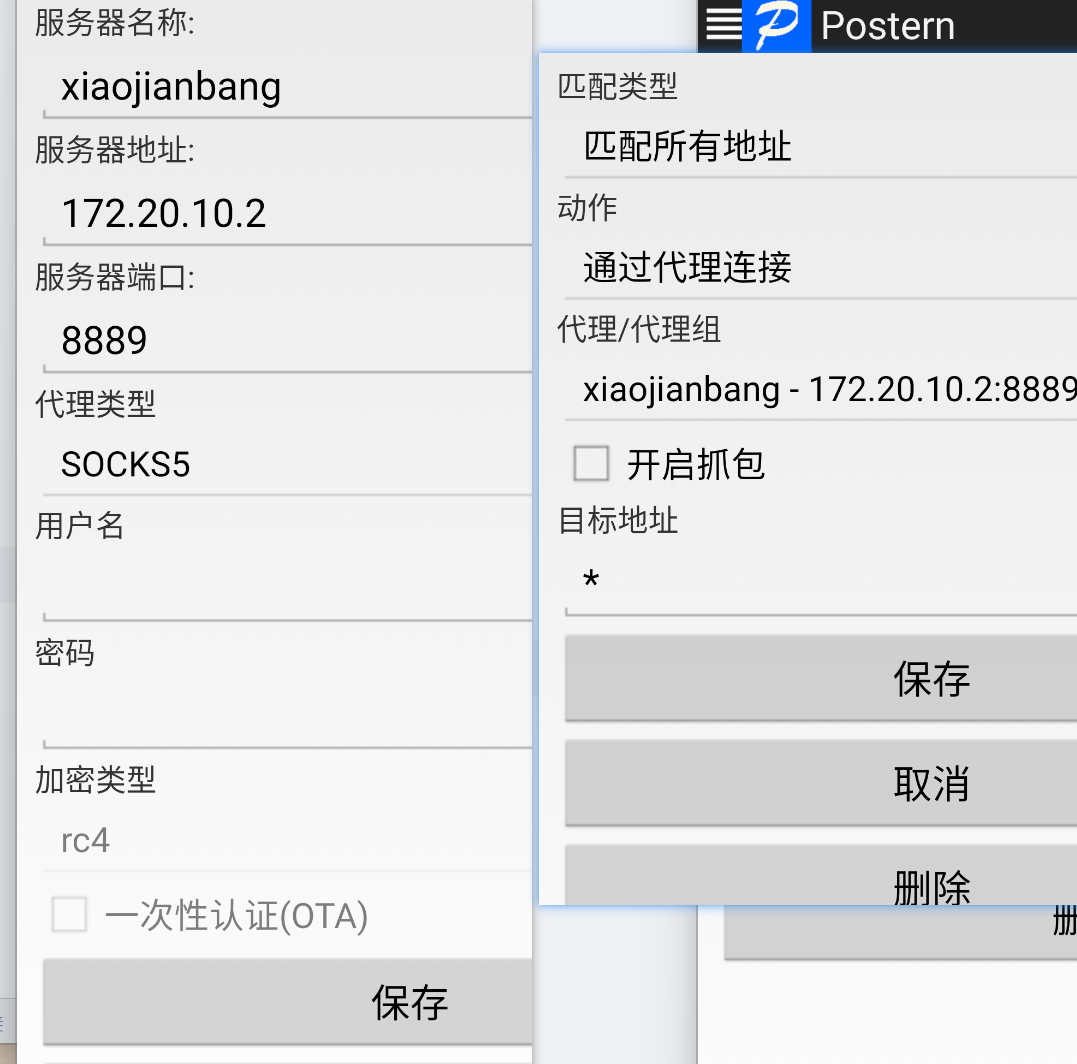 服务器名称:
xiaojianbang
服务器地址:
172.20.10.2
服务器端口:
8889
代理类型
SOCKS5
用户名
密码
加密类型
rc4
一次性认证(OTA)
保存
Postern
匹配类型
匹配所有地址
动作
通过代理连接
代理/代理组
xiaojianbang - 172.20.10.2:8889
开启抓包
目标地址
*
保存
取消
删除